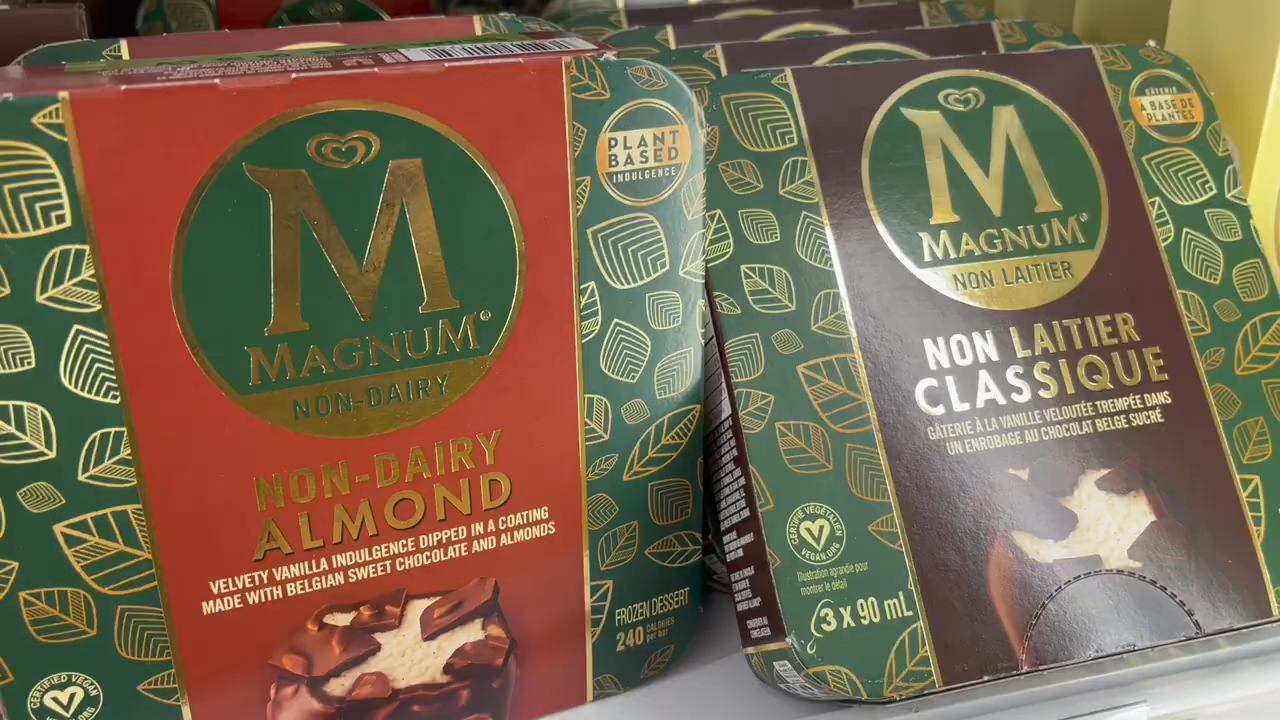 M
MAGNUM®
NON-DAIRY
PLANT
BASED
INDULGENCE
NON-DAIRY
ALMOND
VELVETY VANILLA INDULGENCE DIPPED IN A COATING
MADE WITH BELGIAN SWEET CHOCOLATE AND ALMONDS
FROZEN DESSERT
240 CALORIES
per bar
CERTIFIED VEGAN
VEGAN.ORG
M
MAGNUM®
NON LAITIER
GÂTERIE
À BASE DE
PLANTES
NON LAITIER
CLASSIQUE
GÂTERIE À LA VANILLE VELOUTÉE TREMPÉE DANS
UN ENROBAGE AU CHOCOLAT BELGE SUCRÉ
CERTIFIÉ VÉGÉTALIEN
VEGAN.ORG
Illustration agrandie pour
montrer le détail
3 x 90 mL